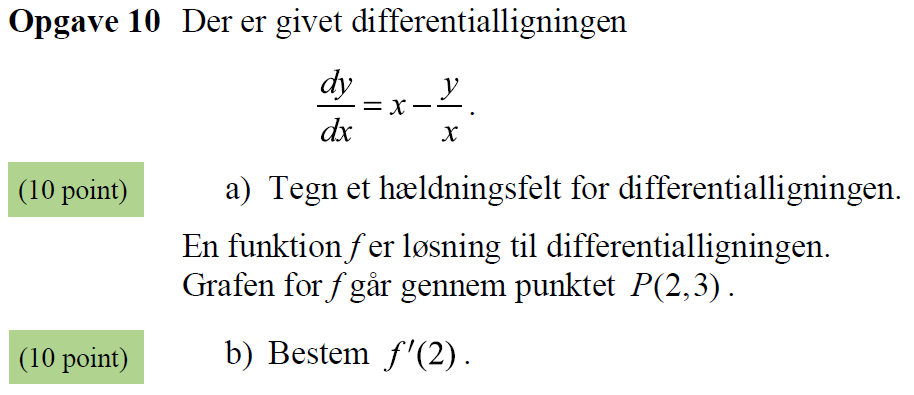 Opgave 10 Der er givet differentialligningen
dy/dx = x − y/x .
(10 point) a) Tegn et hældningsfelt for differentialligningen.
En funktion f er løsning til differentialligningen.
Grafen for f går gennem punktet P(2,3) .
(10 point) b) Bestem f′(2) .